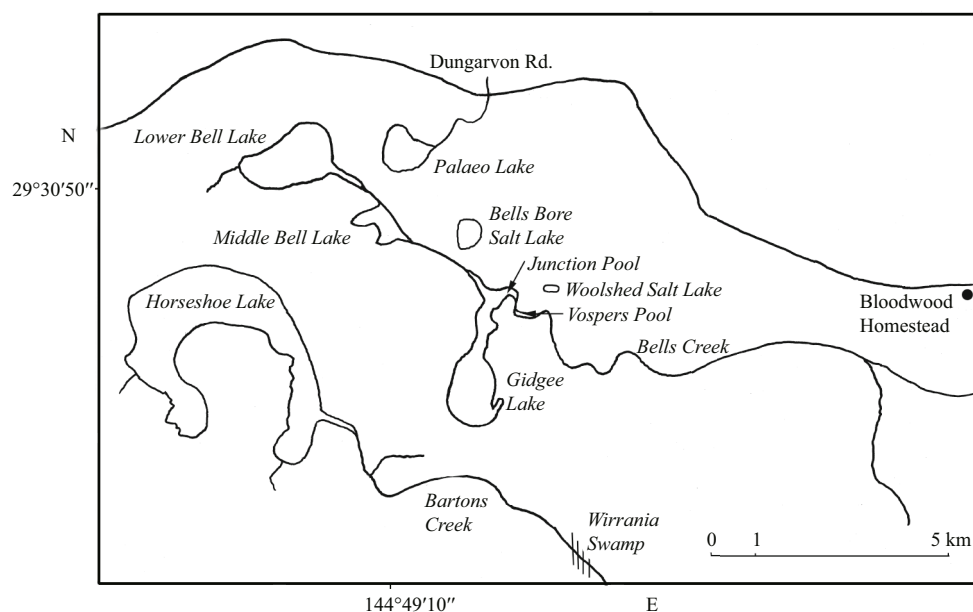 Dungarvon Rd.
N
Lower Bell Lake
Palaeo Lake
29°30′50″
Bells Bore
Salt Lake
Middle Bell Lake
Junction Pool
Horseshoe Lake
Woolshed Salt Lake
Bloodwood
Homestead
Vospers Pool
Bells Creek
Gidgee
Lake
Bartons
Creek
Wirrania
Swamp
0 1 5 km
144°49′10″
E